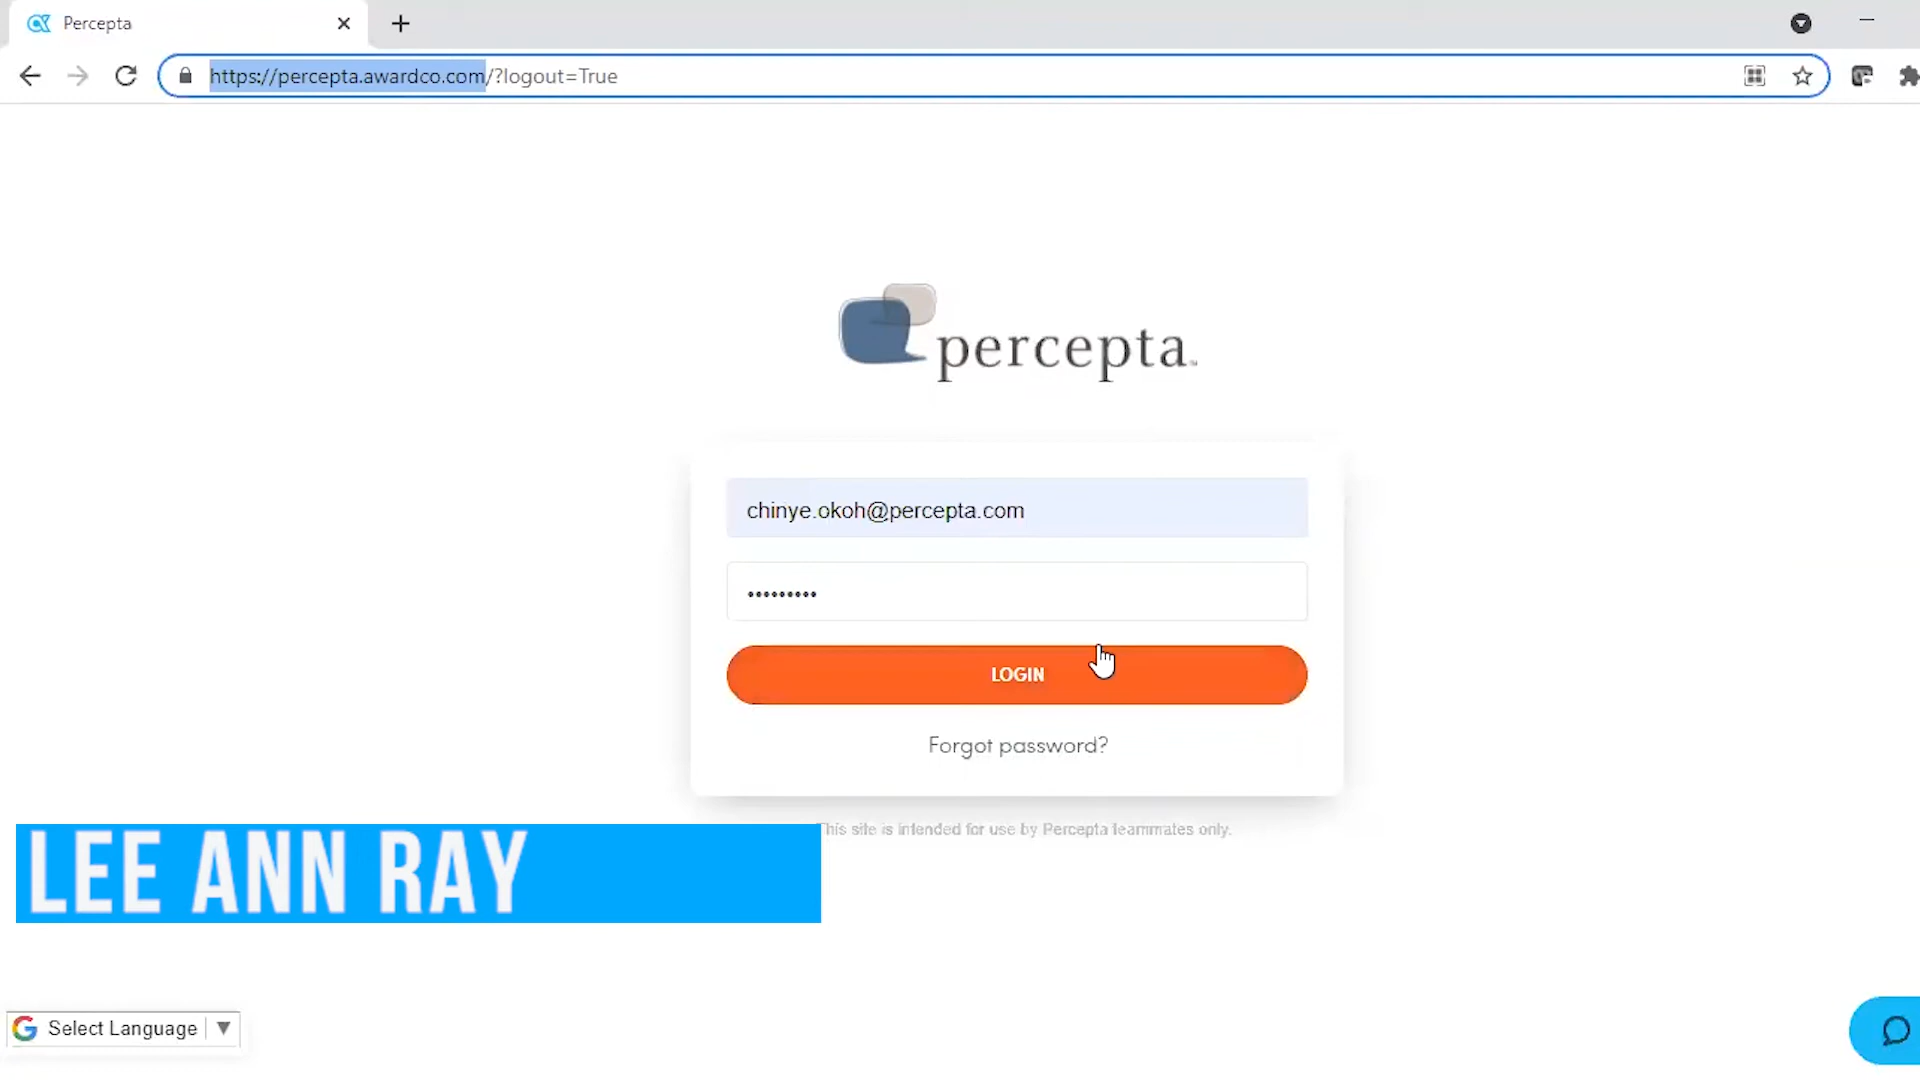 Percepta
https://percepta.awardco.com/?logout=True
percepta
chinye.okoh@percepta.com
LOGIN
Forgot password?
This site is intended for use by Percepta teammates only.
LEE ANN RAY
Select Language